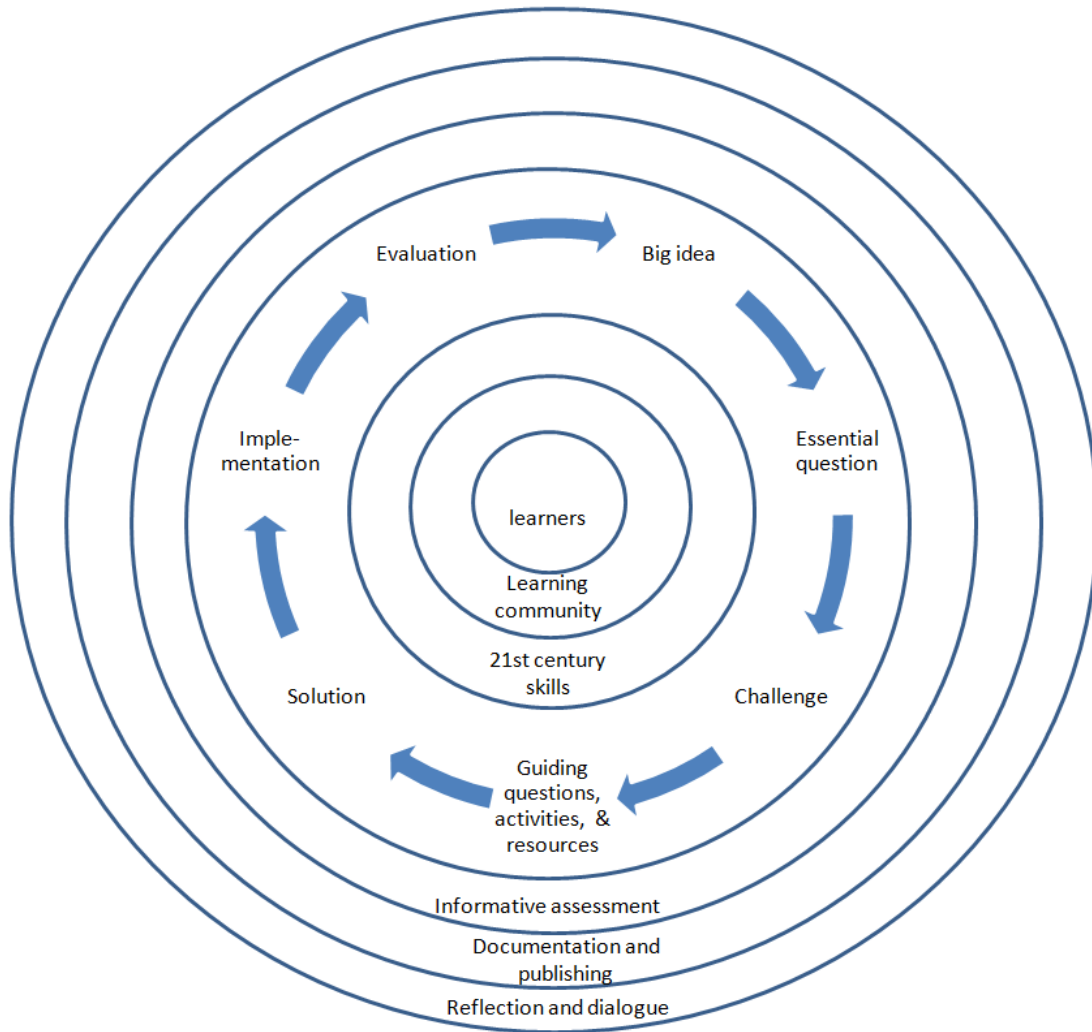 Evaluation
Big idea
Imple-
mentation
Essential
question
learners
Learning
community
21st century
skills
Solution
Challenge
Guiding
questions,
activities,  &
resources
Informative assessment
Documentation and
publishing
Reflection and dialogue